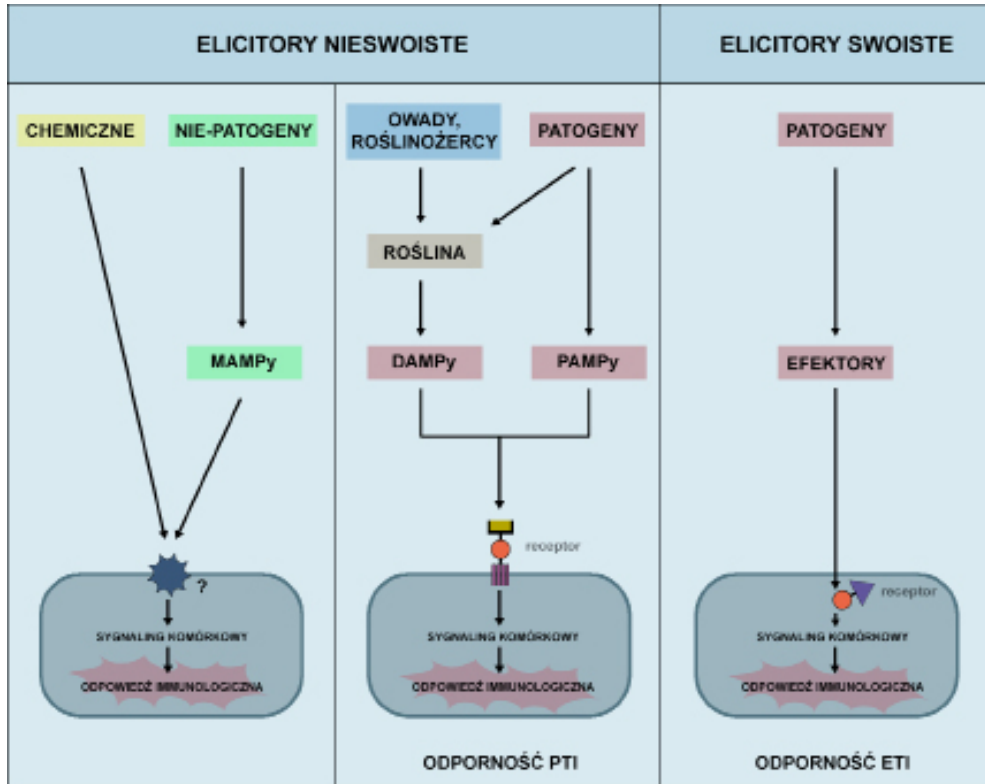 ELICITORY NIESWOISTE
ELICITORY SWOISTE
CHEMICZNE
NIE-PATOGENY
OWADY,
ROŚLINOŻERCY
PATOGENY
PATOGENY
ROŚLINA
MAMPy
DAMPy
PAMPy
EFEKTORY
?
receptor
receptor
SYGNALING KOMÓRKOWY
SYGNALING KOMÓRKOWY
SYGNALING KOMÓRKOWY
ODPOWIEDŹ IMMUNOLOGICZNA
ODPOWIEDŹ IMMUNOLOGICZNA
ODPOWIEDŹ IMMUNOLOGICZNA
ODPORNOŚĆ PTI
ODPORNOŚĆ ETI